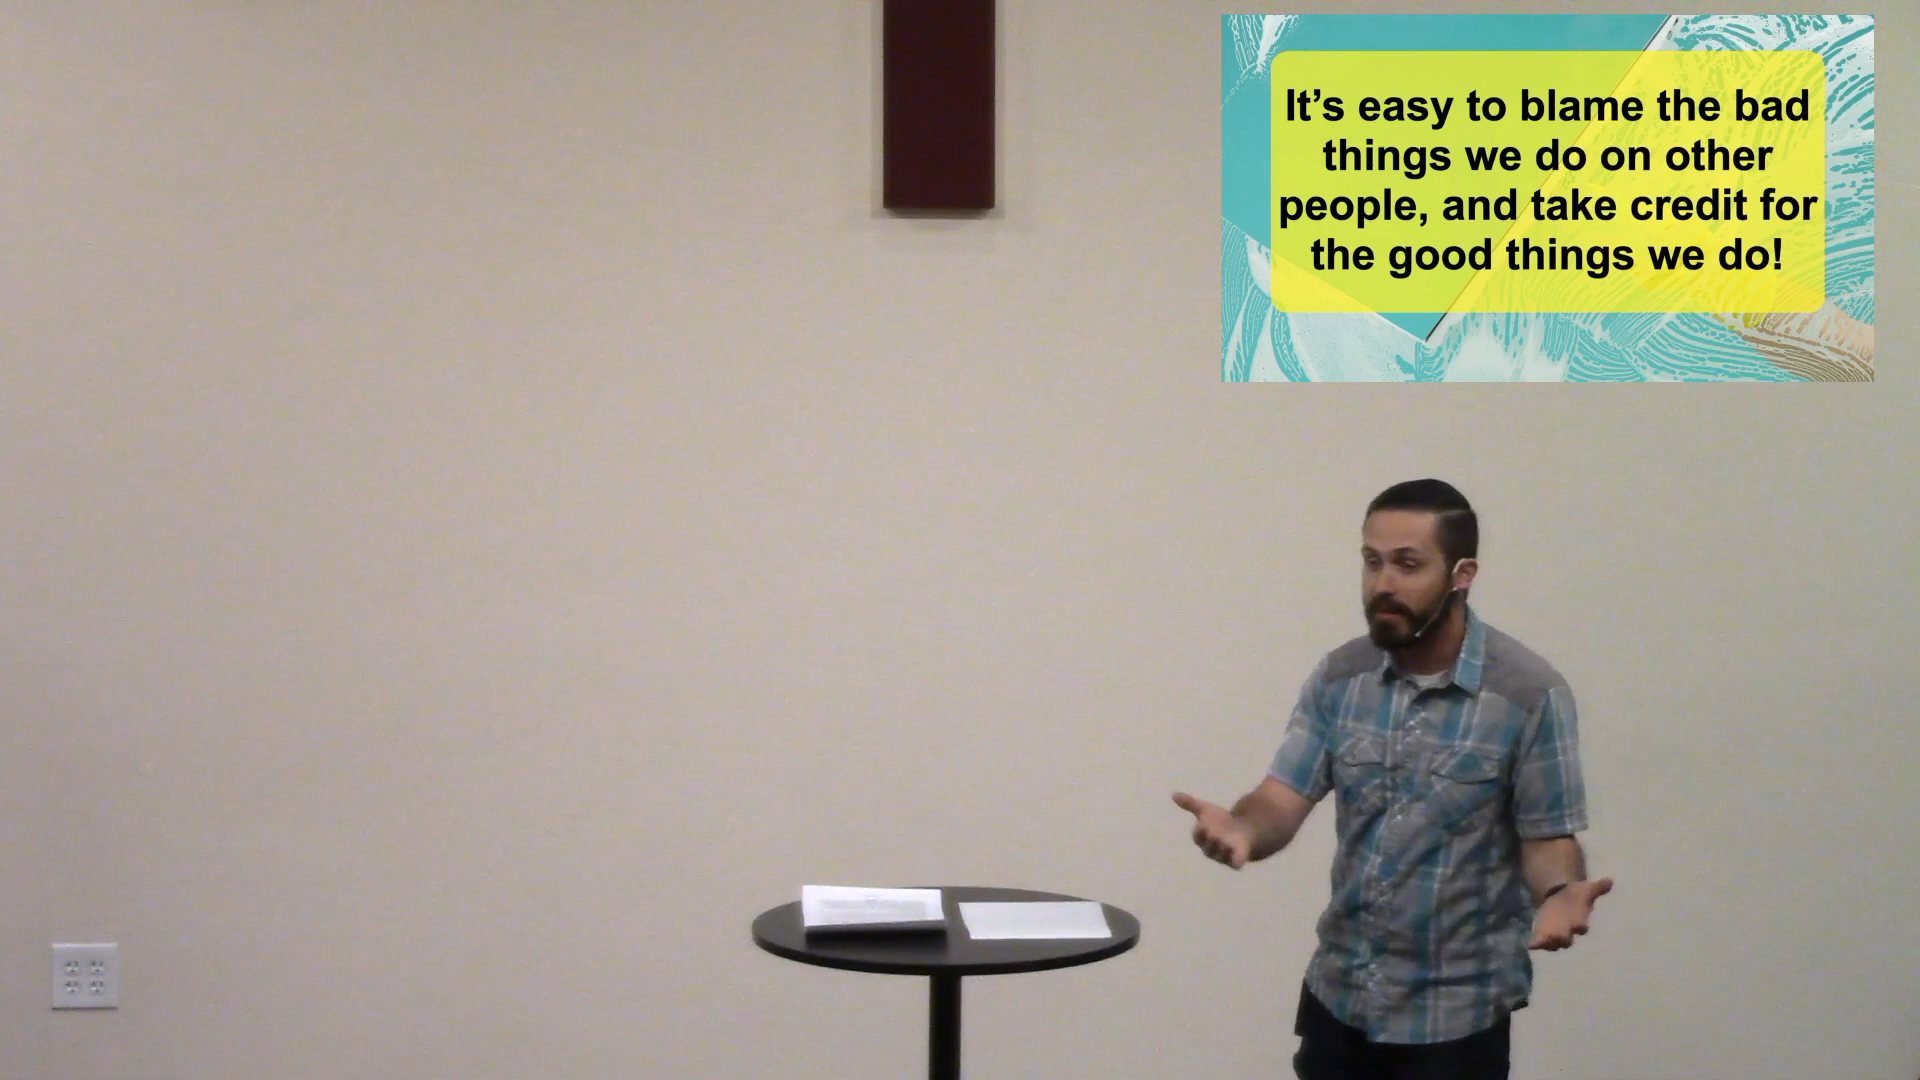 It’s easy to blame the bad
things we do on other
people, and take credit for
the good things we do!